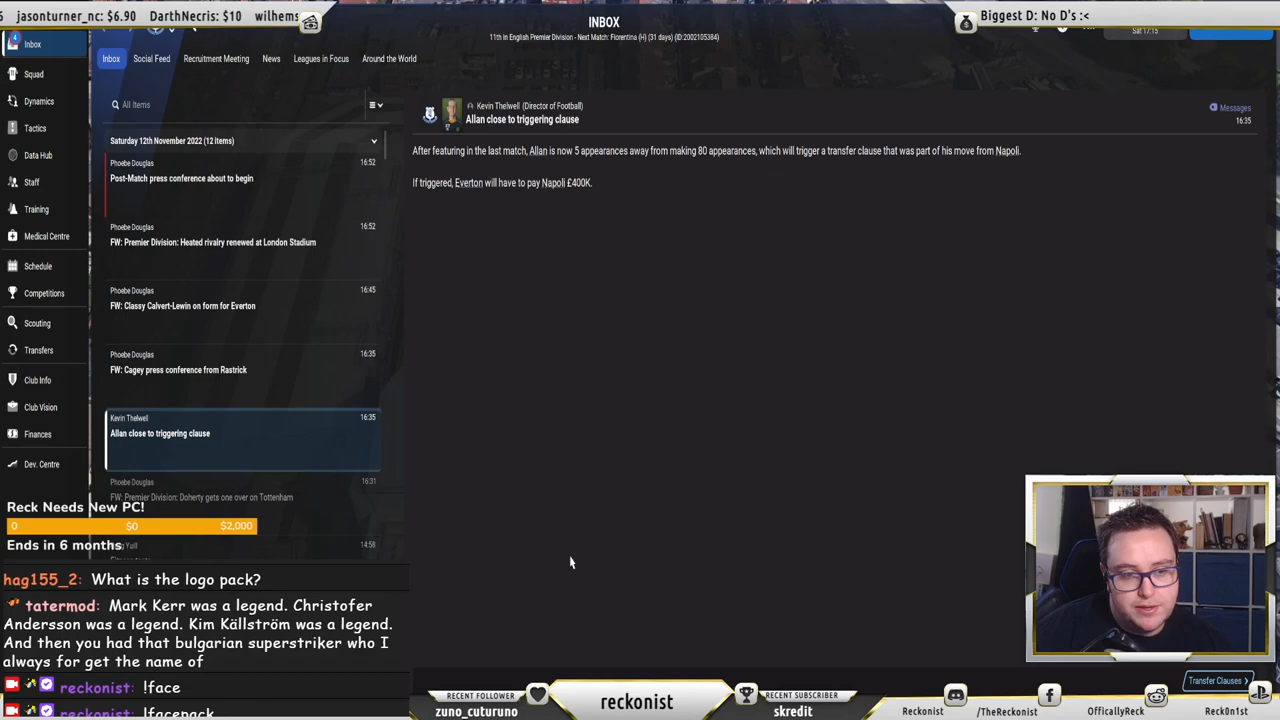 jasonturner_nc: $6.90 DarthNecris: $10 wilhems
INBOX
Biggest D: No D's :<
11th in English Premier Division - Next Match: Fiorentina (H) (31 days) (ID:2002105384)
Sat 17:15
Inbox
Squad
Dynamics
Tactics
Data Hub
Staff
Training
Medical Centre
Schedule
Competitions
Scouting
Transfers
Club Info
Club Vision
Finances
Dev. Centre
Inbox Social Feed Recruitment Meeting News Leagues in Focus Around the World
All Items
Saturday 12th November 2022 (12 items)
Phoebe Douglas 16:52
Post-Match press conference about to begin
Phoebe Douglas 16:52
FW: Premier Division: Heated rivalry renewed at London Stadium
Phoebe Douglas 16:45
FW: Classy Calvert-Lewin on form for Everton
Phoebe Douglas 16:35
FW: Cagey press conference from Rastrick
Kevin Thelwell 16:35
Allan close to triggering clause
Phoebe Douglas 16:31
FW: Premier Division: Doherty gets one over on Tottenham
14:58
Kevin Thelwell (Director of Football)
Allan close to triggering clause
Messages
16:35
After featuring in the last match, Allan is now 5 appearances away from making 80 appearances, which will trigger a transfer clause that was part of his move from Napoli.
If triggered, Everton will have to pay Napoli £400K.
Reck Needs New PC!
0 $0 $2,000
Ends in 6 months
hag155_2: What is the logo pack?
tatermod: Mark Kerr was a legend. Christofer
Andersson was a legend. Kim Källström was a legend.
And then you had that bulgarian superstriker who I
always for get the name of
reckonist: !face
reckonist: !facepack
Transfer Clauses >
RECENT FOLLOWER
zuno_cuturuno
reckonist
RECENT SUBSCRIBER
skredit
Reckonist
/TheReckonist
OfficallyReck
Reck0n1st